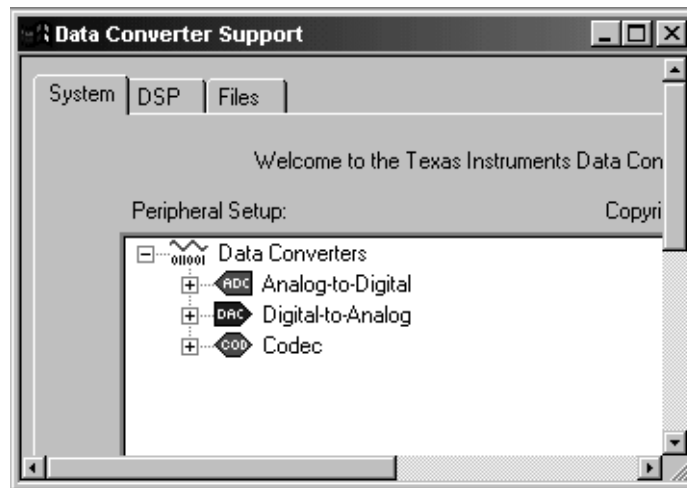 Data Converter Support
System DSP Files
Welcome to the Texas Instruments Data Con
Peripheral Setup: Copyri
011001 Data Converters
ADC Analog-to-Digital
DAC Digital-to-Analog
COD Codec